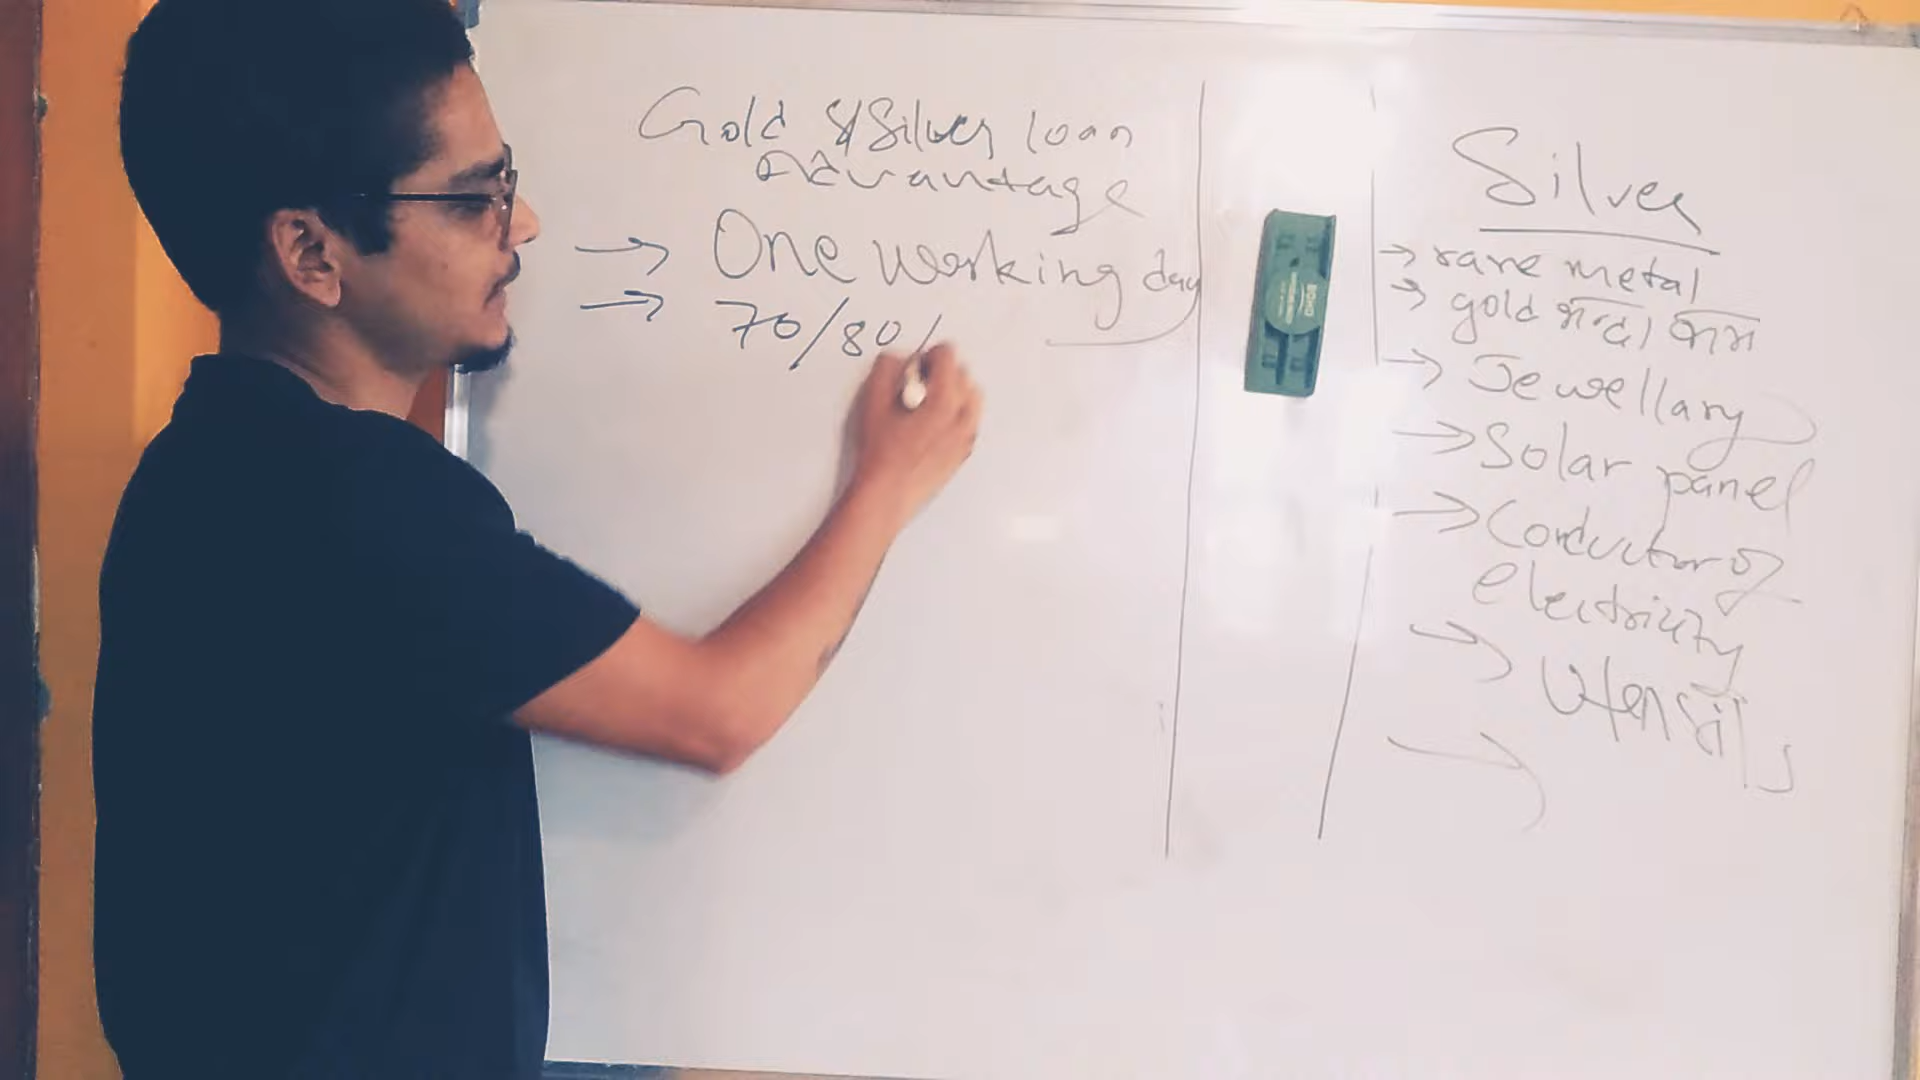 Gold & Silver loan
Advantage
→ One working day
→ 70/80/
Silver
→ rare metal
→ gold भन्दा कम
→ Jewellary
→ Solar panel
→ Conductor of
electricity
→ Utensils
→